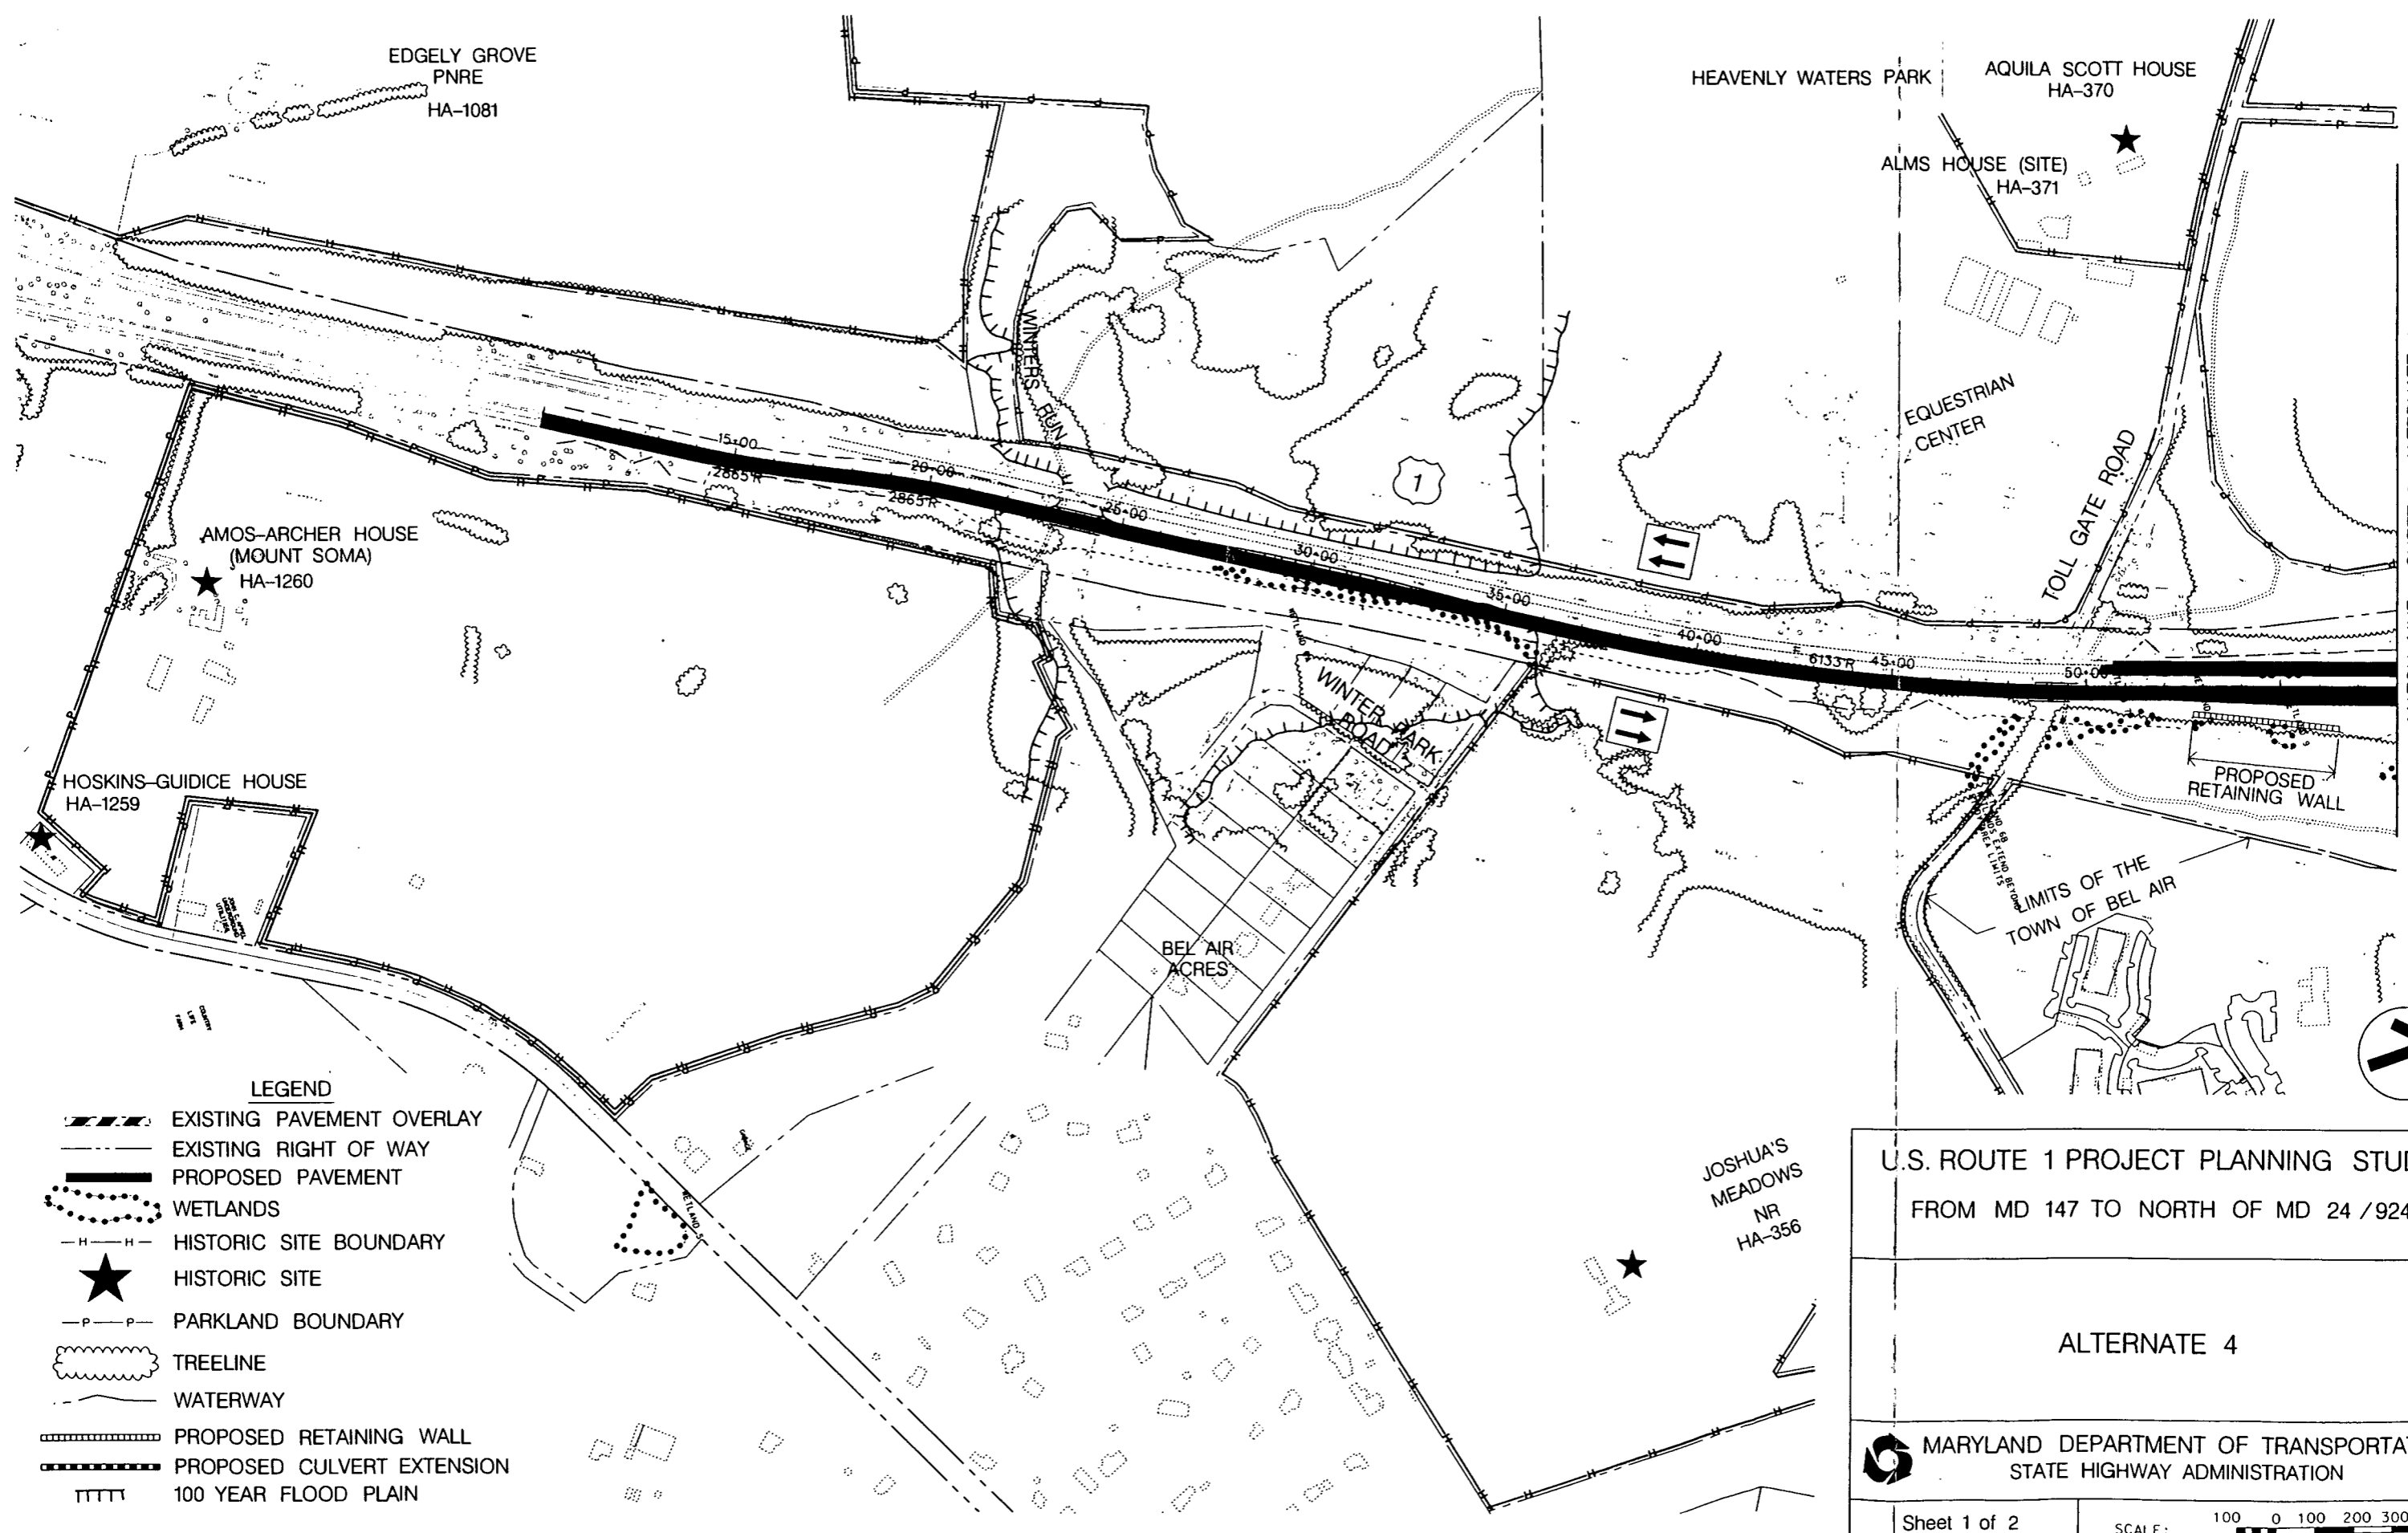 EDGELY GROVE
PNRE
HA-1081
HEAVENLY WATERS PARK
AQUILA SCOTT HOUSE
HA-370
ALMS HOUSE (SITE)
HA-371
WINTERS RUN
1
EQUESTRIAN
CENTER
TOLL GATE ROAD
15+00
2865'R
20+00
2865'R
25+00
30+00
35+00
40+00
6133'R
45+00
50+00
AMOS-ARCHER HOUSE
(MOUNT SOMA)
HA-1260
WINTER PARK
ROAD
PROPOSED
RETAINING WALL
HOSKINS-GUIDICE HOUSE
HA-1259
LIMITS OF THE
TOWN OF BEL AIR
BEL AIR
ACRES
COUNTRY
LIFE
FARM
WETLAND 5
JOSHUA'S
MEADOWS
NR
HA-356
LEGEND
EXISTING PAVEMENT OVERLAY
EXISTING RIGHT OF WAY
PROPOSED PAVEMENT
WETLANDS
HISTORIC SITE BOUNDARY
HISTORIC SITE
PARKLAND BOUNDARY
TREELINE
WATERWAY
PROPOSED RETAINING WALL
PROPOSED CULVERT EXTENSION
100 YEAR FLOOD PLAIN
U.S. ROUTE 1 PROJECT PLANNING STU
FROM MD 147 TO NORTH OF MD 24/924
ALTERNATE 4
MARYLAND DEPARTMENT OF TRANSPORTA
STATE HIGHWAY ADMINISTRATION
Sheet 1 of 2
SCALE:
100 0 100 200 300